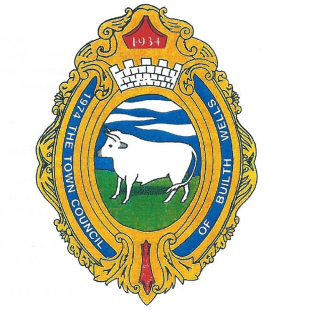 1934
1974 THE TOWN COUNCIL
OF BUILTH WELLS